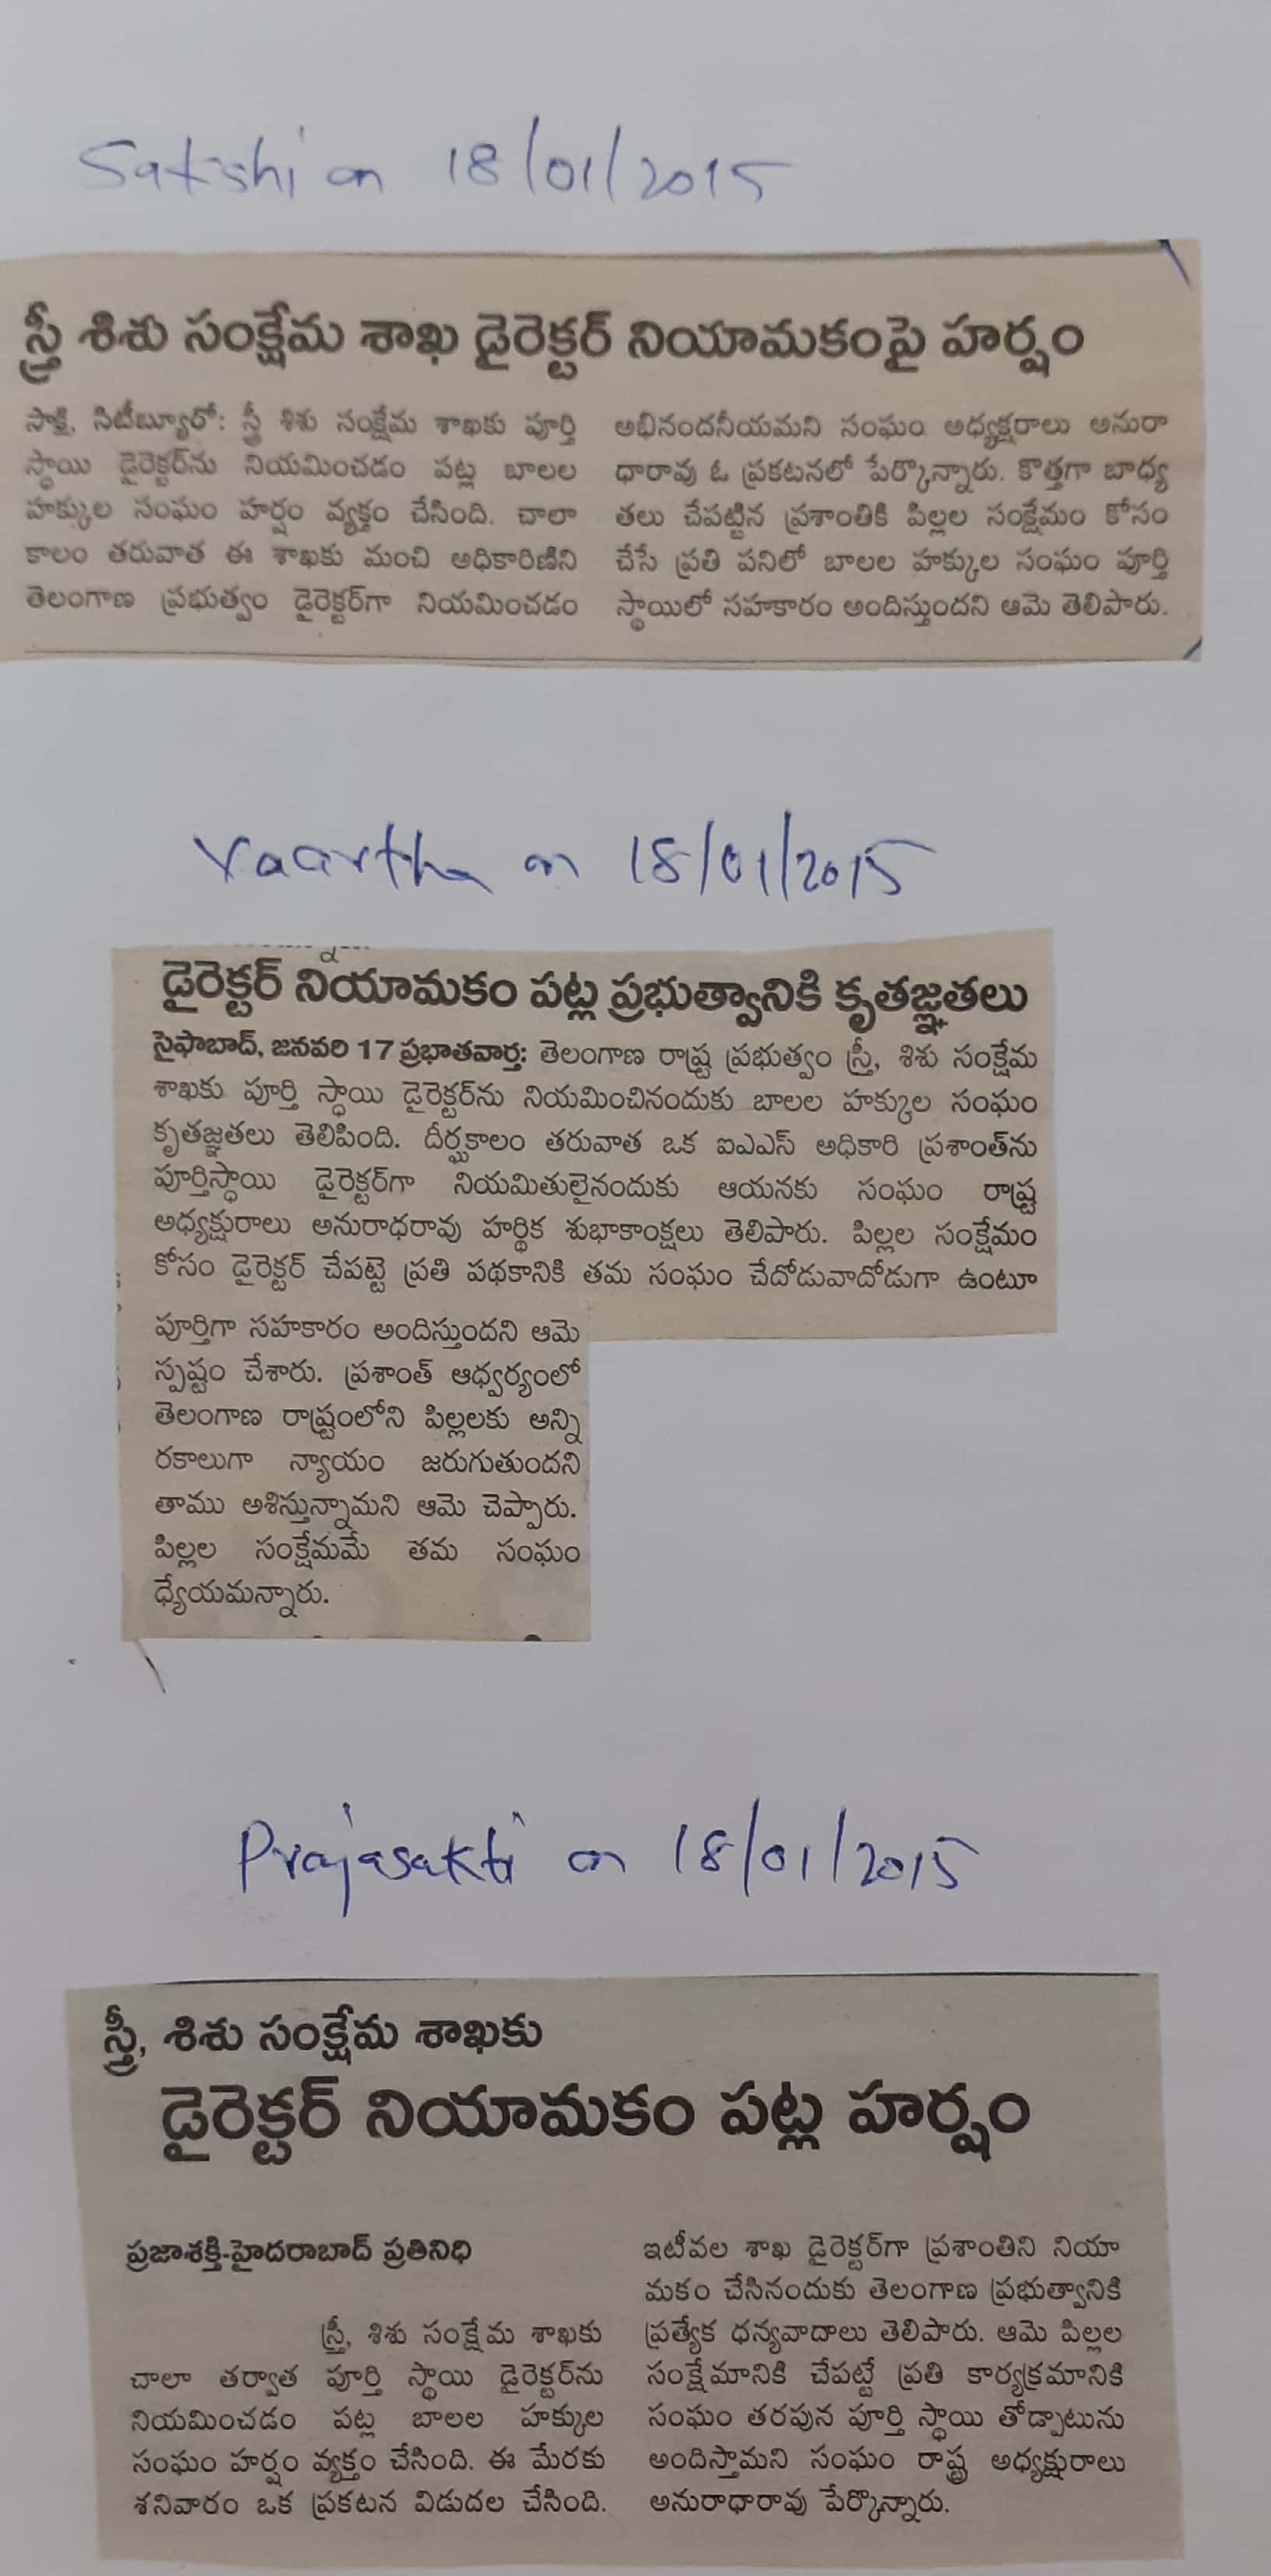 Sakshi on 18/01/2015
స్త్రీ శిశు సంక్షేమ శాఖ డైరెక్టర్ నియామకంపై హర్షం
సాక్షి, సిటీబ్యూరో: స్త్రీ శిశు సంక్షేమ శాఖకు పూర్తి
స్థాయి డైరెక్టర్‌ను నియమించడం పట్ల బాలల
హక్కుల సంఘం హర్షం వ్యక్తం చేసింది. చాలా
కాలం తరువాత ఈ శాఖకు మంచి అధికారిణిని
తెలంగాణ ప్రభుత్వం డైరెక్టర్‌గా నియమించడం
అభినందనీయమని సంఘం అధ్యక్షరాలు అనురా
ధారావు ఓ ప్రకటనలో పేర్కొన్నారు. కొత్తగా బాధ్య
తలు చేపట్టిన ప్రశాంతికి పిల్లల సంక్షేమం కోసం
చేసే ప్రతి పనిలో బాలల హక్కుల సంఘం పూర్తి
స్థాయిలో సహకారం అందిస్తుందని ఆమె తెలిపారు.
Vaartha on 18/01/2015
డైరెక్టర్ నియామకం పట్ల ప్రభుత్వానికి కృతజ్ఞతలు
సైఫాబాద్, జనవరి 17 ప్రభాతవార్త: తెలంగాణ రాష్ట్ర ప్రభుత్వం స్త్రీ, శిశు సంక్షేమ
శాఖకు పూర్తి స్థాయి డైరెక్టర్‌ను నియమించినందుకు బాలల హక్కుల సంఘం
కృతజ్ఞతలు తెలిపింది. దీర్ఘకాలం తరువాత ఒక ఐఎఎస్ అధికారి ప్రశాంత్‌ను
పూర్తిస్థాయి డైరెక్టర్‌గా నియమితులైనందుకు ఆయనకు సంఘం రాష్ట్ర
అధ్యక్షురాలు అనురాధరావు హర్థిక శుభాకాంక్షలు తెలిపారు. పిల్లల సంక్షేమం
కోసం డైరెక్టర్ చేపట్టె ప్రతి పథకానికి తమ సంఘం చేదోడువాదోడుగా ఉంటూ
పూర్తిగా సహకారం అందిస్తుందని ఆమె
స్పష్టం చేశారు. ప్రశాంత్ ఆధ్వర్యంలో
తెలంగాణ రాష్ట్రంలోని పిల్లలకు అన్ని
రకాలుగా న్యాయం జరుగుతుందని
తాము అశిస్తున్నామని ఆమె చెప్పారు.
పిల్లల సంక్షేమమే తమ సంఘం
ధ్యేయమన్నారు.
Prajasakti on 18/01/2015
స్త్రీ, శిశు సంక్షేమ శాఖకు
డైరెక్టర్ నియామకం పట్ల హర్షం
ప్రజాశక్తి-హైదరాబాద్ ప్రతినిధి
స్త్రీ, శిశు సంక్షేమ శాఖకు
చాలా తర్వాత పూర్తి స్థాయి డైరెక్టర్‌ను
నియమించడం పట్ల బాలల హక్కుల
సంఘం హర్షం వ్యక్తం చేసింది. ఈ మేరకు
శనివారం ఒక ప్రకటన విడుదల చేసింది.
ఇటీవల శాఖ డైరెక్టర్‌గా ప్రశాంతిని నియా
మకం చేసినందుకు తెలంగాణ ప్రభుత్వానికి
ప్రత్యేక ధన్యవాదాలు తెలిపారు. ఆమె పిల్లల
సంక్షేమానికి చేపట్టే ప్రతి కార్యక్రమానికి
సంఘం తరపున పూర్తి స్థాయి తోడ్పాటును
అందిస్తామని సంఘం రాష్ట్ర అధ్యక్షురాలు
అనురాధారావు పేర్కొన్నారు.